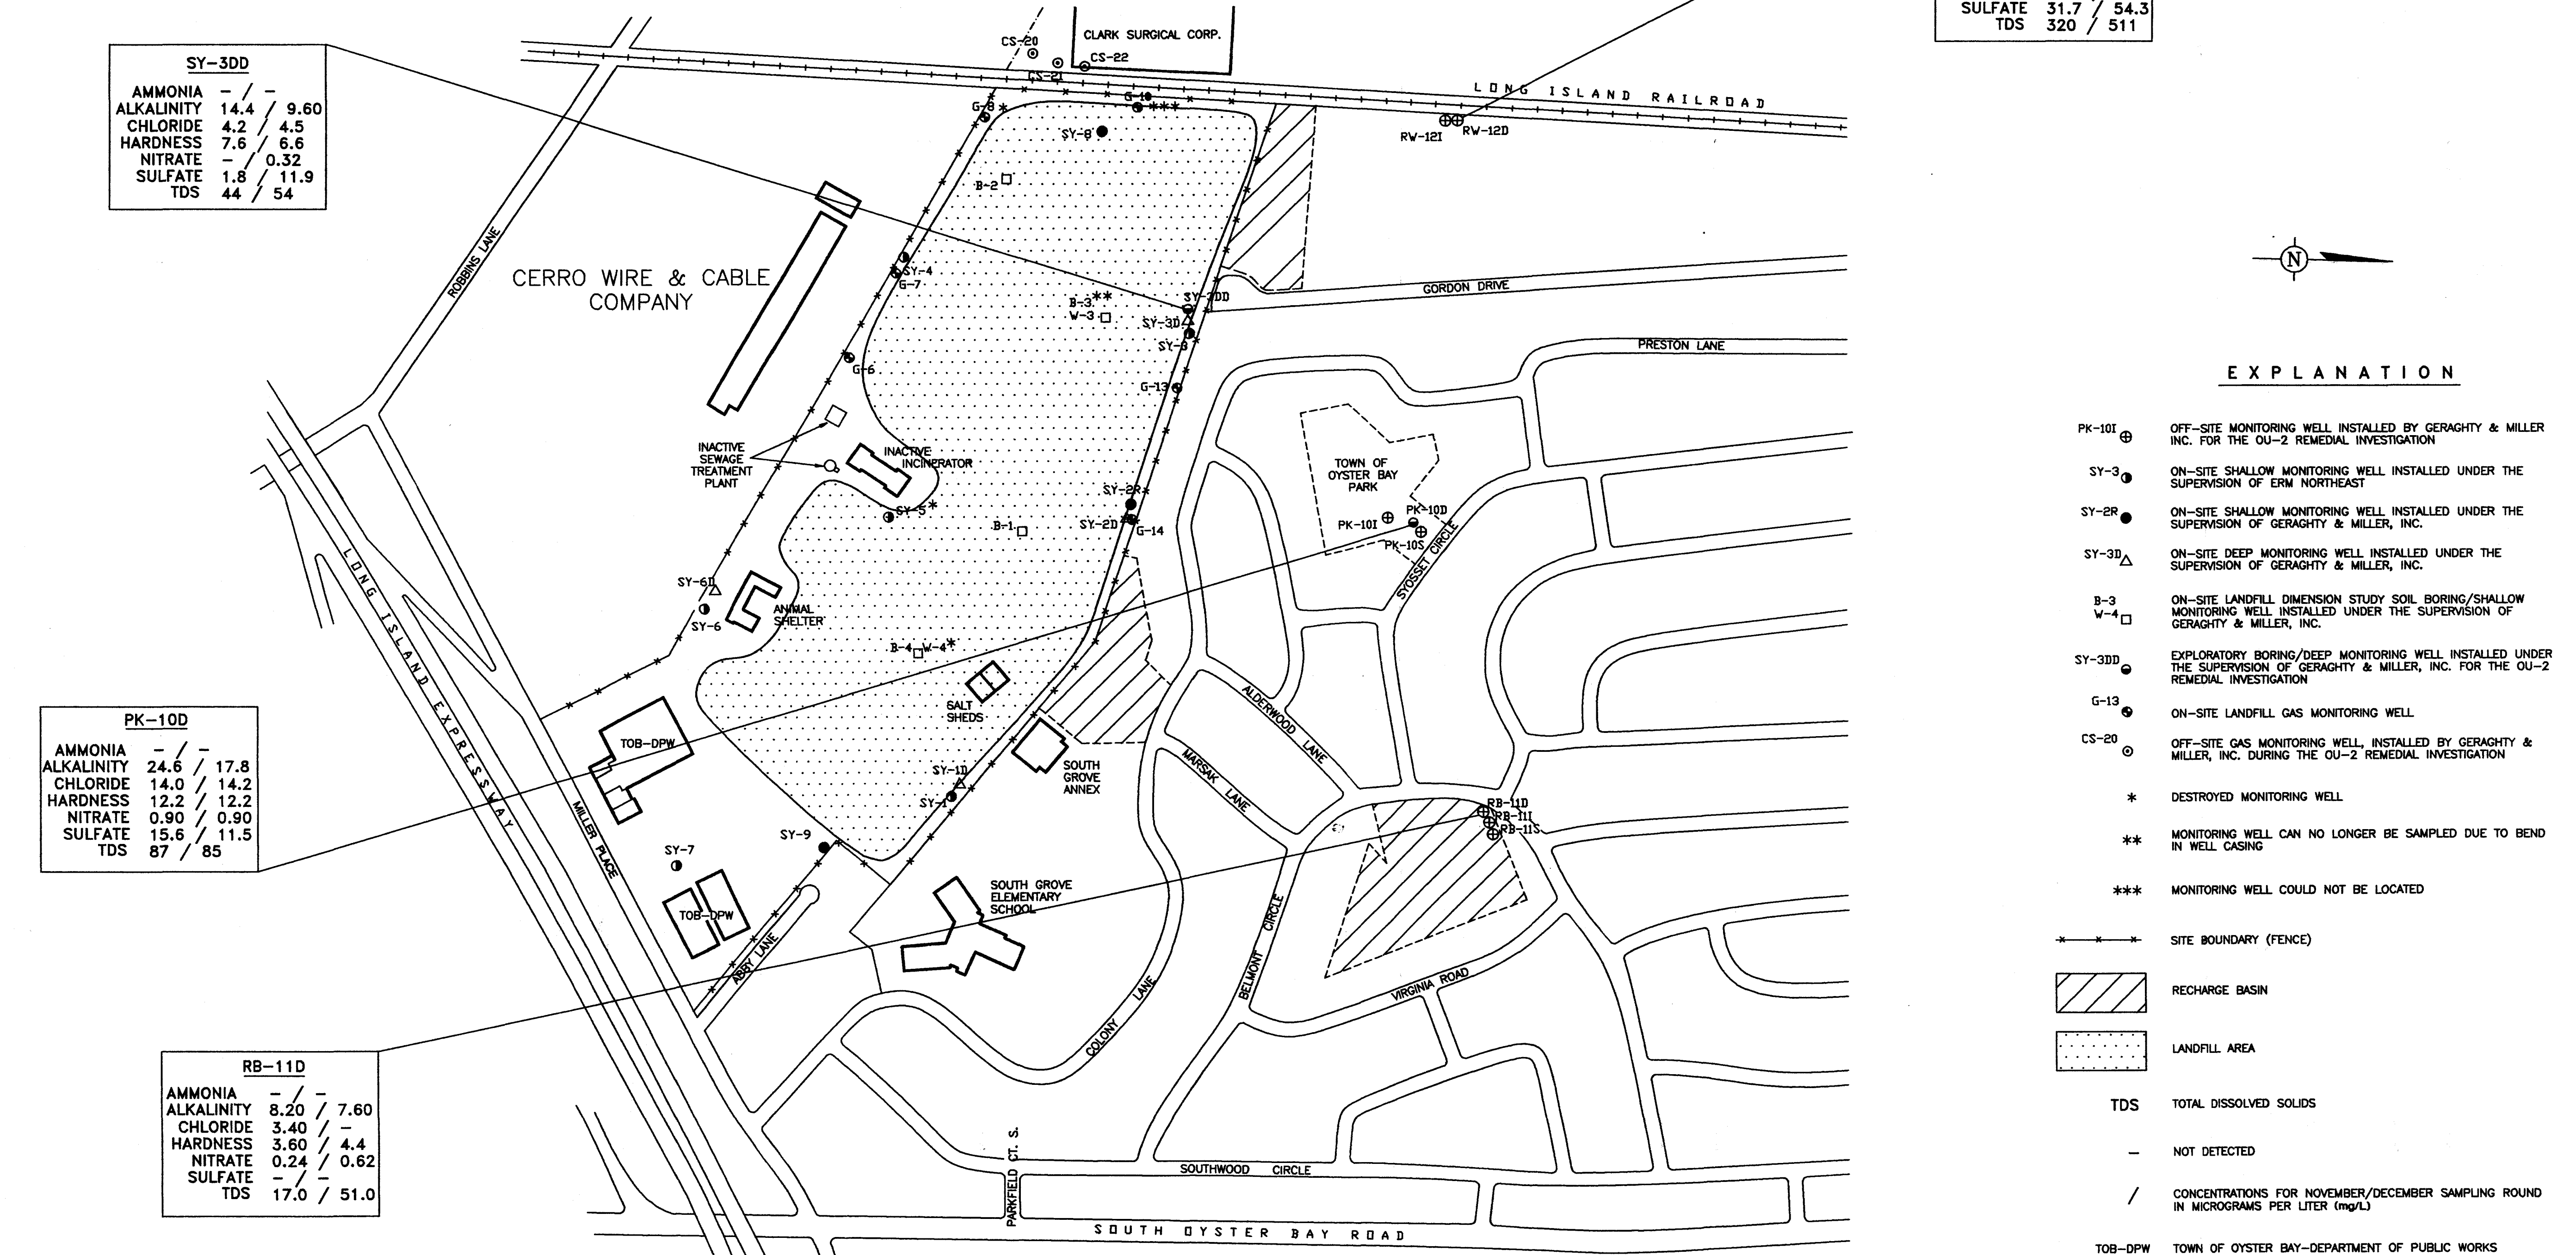 SULFATE 31.7 / 54.3
TDS 320 / 511
SY-3DD
AMMONIA - / -
ALKALINITY 14.4 / 9.60
CHLORIDE 4.2 / 4.5
HARDNESS 7.6 / 6.6
NITRATE - / 0.32
SULFATE 1.8 / 11.9
TDS 44 / 54
CLARK SURGICAL CORP.
CS-20
CS-21
CS-22
LONG ISLAND RAILROAD
G-8 *
***
SY-8
RW-12I
RW-12D
B-2
ROBBINS LANE
CERRO WIRE & CABLE
COMPANY
SY-4
G-7
B-3 **
W-3
SY-3DD
SY-3D
SY-3
GORDON DRIVE
PRESTON LANE
G-6
G-13
INACTIVE
SEWAGE
TREATMENT
PLANT
INACTIVE
INCINERATOR
TOWN OF
OYSTER BAY
PARK
SY-5 *
SY-2R
SY-2D
G-14
B-1
PK-10I
PK-10D
PK-10S
SYOSSET CIRCLE
SY-6D
SY-6
ANIMAL
SHELTER
B-4 W-4 *
SALT
SHEDS
LONG ISLAND EXPRESSWAY
TOB-DPW
MILLER PLACE
SOUTH
GROVE
ANNEX
ALDERWOOD LANE
MARSAK LANE
SY-1D
SY-1
SY-9
SY-7
TOB-DPW
ABBY LANE
SOUTH GROVE
ELEMENTARY
SCHOOL
RB-11D
RB-11I
RB-11S
COLONY LANE
BELMONT CIRCLE
VIRGINIA ROAD
SOUTHWOOD CIRCLE
PARKFIELD CT. S.
SOUTH OYSTER BAY ROAD
PK-10D
AMMONIA - / -
ALKALINITY 24.6 / 17.8
CHLORIDE 14.0 / 14.2
HARDNESS 12.2 / 12.2
NITRATE 0.90 / 0.90
SULFATE 15.6 / 11.5
TDS 87 / 85
RB-11D
AMMONIA - / -
ALKALINITY 8.20 / 7.60
CHLORIDE 3.40 / -
HARDNESS 3.60 / 4.4
NITRATE 0.24 / 0.62
SULFATE - / -
TDS 17.0 / 51.0
N
EXPLANATION
PK-10I OFF-SITE MONITORING WELL INSTALLED BY GERAGHTY & MILLER
INC. FOR THE OU-2 REMEDIAL INVESTIGATION
SY-3 ON-SITE SHALLOW MONITORING WELL INSTALLED UNDER THE
SUPERVISION OF ERM NORTHEAST
SY-2R ON-SITE SHALLOW MONITORING WELL INSTALLED UNDER THE
SUPERVISION OF GERAGHTY & MILLER, INC.
SY-3D ON-SITE DEEP MONITORING WELL INSTALLED UNDER THE
SUPERVISION OF GERAGHTY & MILLER, INC.
B-3 ON-SITE LANDFILL DIMENSION STUDY SOIL BORING/SHALLOW
W-4 MONITORING WELL INSTALLED UNDER THE SUPERVISION OF
GERAGHTY & MILLER, INC.
SY-3DD EXPLORATORY BORING/DEEP MONITORING WELL INSTALLED UNDER
THE SUPERVISION OF GERAGHTY & MILLER, INC. FOR THE OU-2
REMEDIAL INVESTIGATION
G-13 ON-SITE LANDFILL GAS MONITORING WELL
CS-20 OFF-SITE GAS MONITORING WELL, INSTALLED BY GERAGHTY &
MILLER, INC. DURING THE OU-2 REMEDIAL INVESTIGATION
* DESTROYED MONITORING WELL
** MONITORING WELL CAN NO LONGER BE SAMPLED DUE TO BEND
IN WELL CASING
*** MONITORING WELL COULD NOT BE LOCATED
SITE BOUNDARY (FENCE)
RECHARGE BASIN
LANDFILL AREA
TDS TOTAL DISSOLVED SOLIDS
- NOT DETECTED
/ CONCENTRATIONS FOR NOVEMBER/DECEMBER SAMPLING ROUND
IN MICROGRAMS PER LITER (mg/L)
TOB-DPW TOWN OF OYSTER BAY-DEPARTMENT OF PUBLIC WORKS